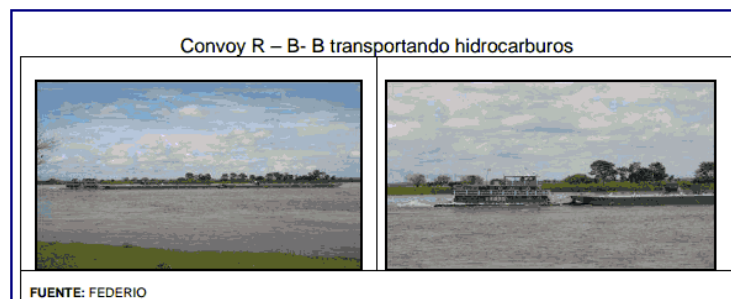 Convoy R – B- B transportando hidrocarburos
FUENTE: FEDERIO